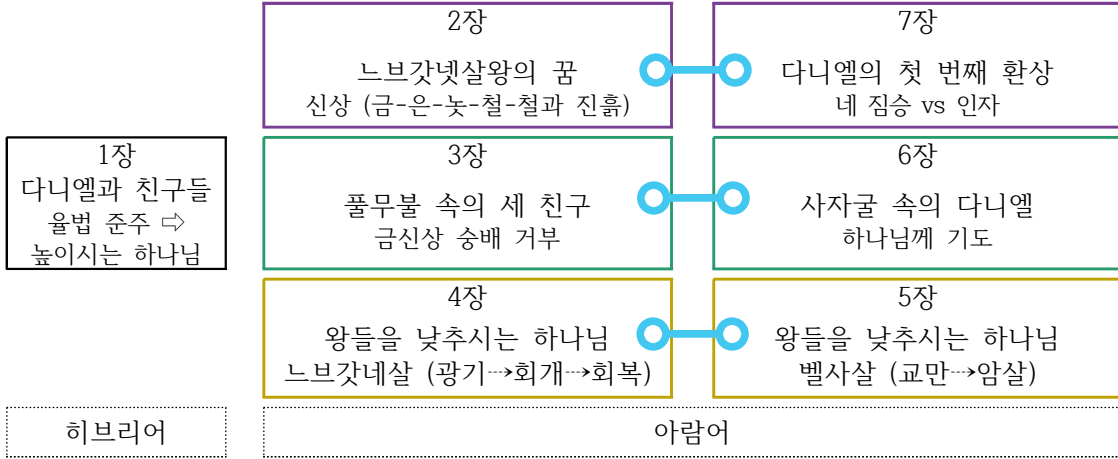 1장
다니엘과 친구들
율법 준주 ⇨
높이시는 하나님
2장
느브갓넷살왕의 꿈
신상 (금-은-놋-철-철과 진흙)
7장
다니엘의 첫 번째 환상
네 짐승 vs 인자
3장
풀무불 속의 세 친구
금신상 숭배 거부
6장
사자굴 속의 다니엘
하나님께 기도
4장
왕들을 낮추시는 하나님
느브갓네살 (광기⤑회개⤑회복)
5장
왕들을 낮추시는 하나님
벨사살 (교만⤑암살)
히브리어
아람어